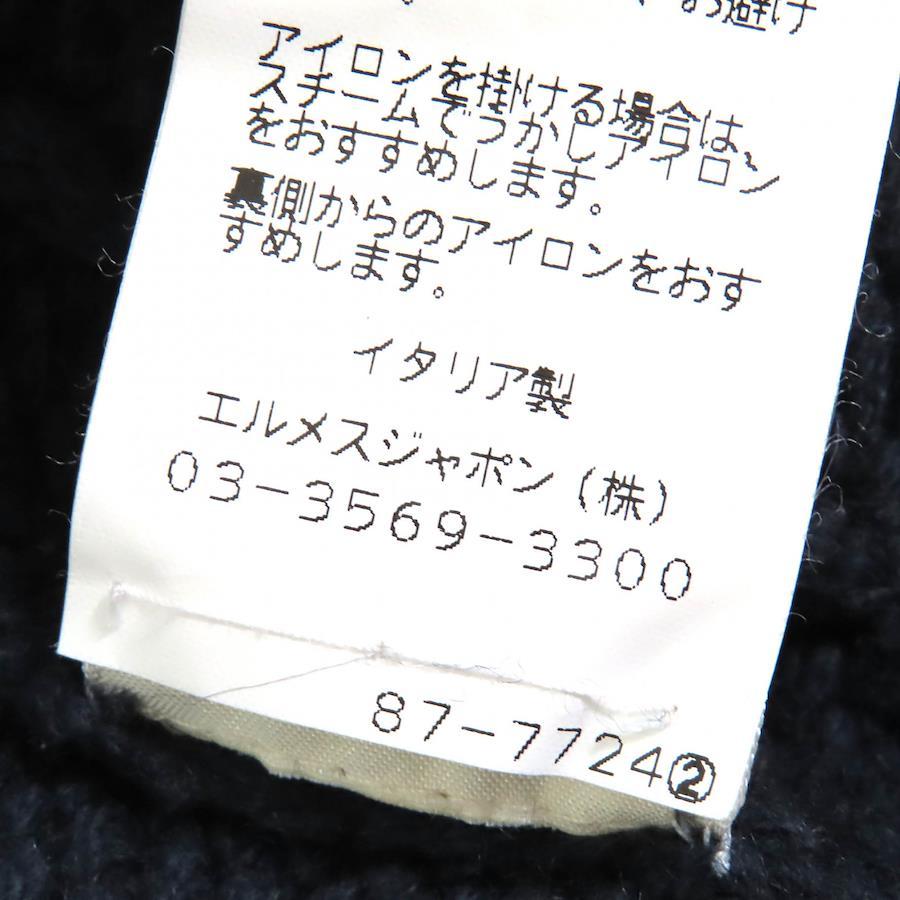 お避け
アイロンを掛ける場合は、
スチームでつかしアイロン
をおすすめします。
裏側からのアイロンをおす
すめします。
イタリア製
エルメスジャポン(株)
03-3569-3300
87-7724②